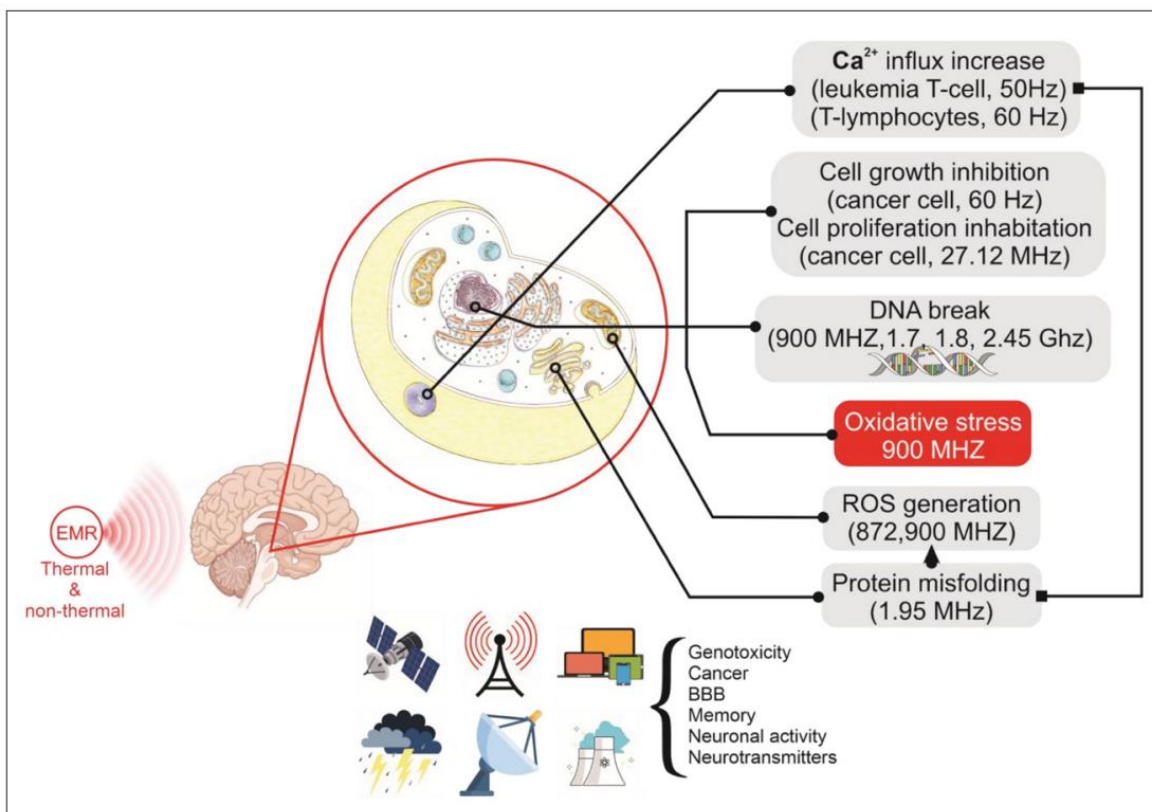 Ca²⁺ influx increase
(leukemia T-cell, 50Hz)
(T-lymphocytes, 60 Hz)
Cell growth inhibition
(cancer cell, 60 Hz)
Cell proliferation inhabitation
(cancer cell, 27.12 MHz)
DNA break
(900 MHZ,1.7, 1.8, 2.45 Ghz)
Oxidative stress
900 MHZ
ROS generation
(872,900 MHZ)
Protein misfolding
(1.95 MHz)
EMR
Thermal
&
non-thermal
Genotoxicity
Cancer
BBB
Memory
Neuronal activity
Neurotransmitters